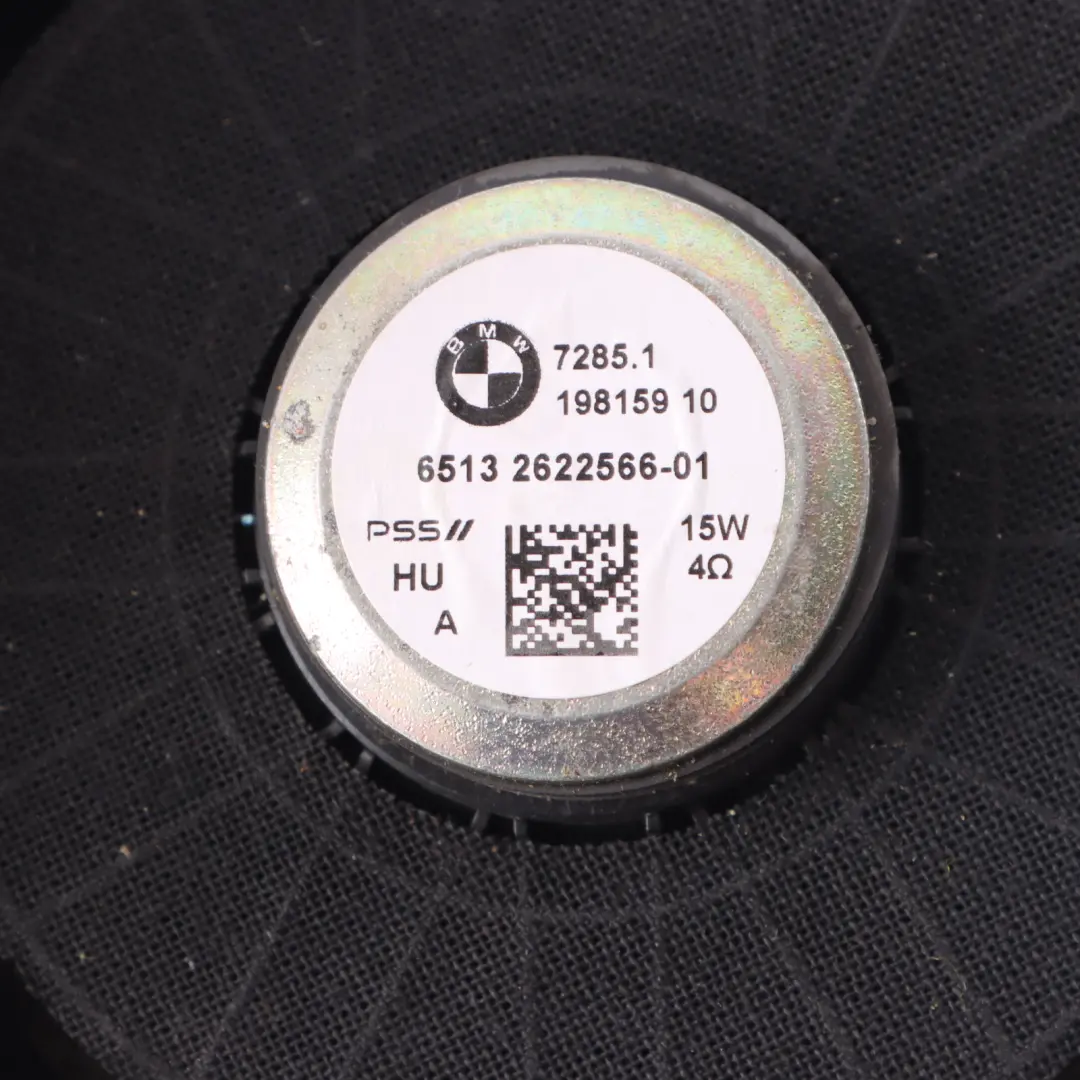 BMW
7285.1
198159 10
6513 2622566-01
PSS//
15W
HU
4Ω
A